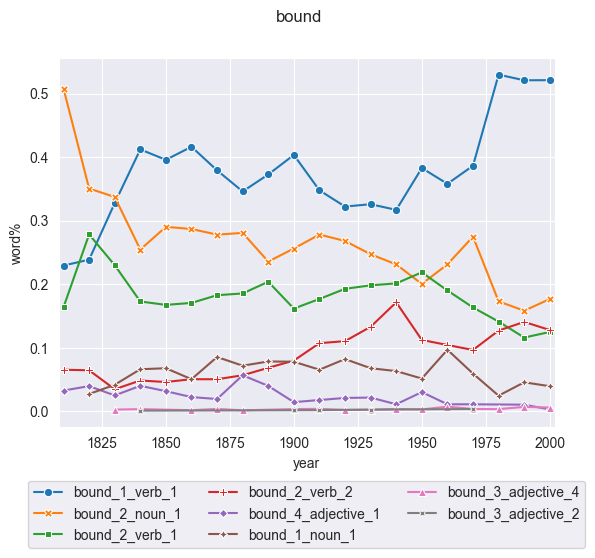 bound
0.5
0.4
0.3
0.2
0.1
0.0
word%
1825 1850 1875 1900 1925 1950 1975 2000
year
bound_1_verb_1 bound_2_verb_2 bound_3_adjective_4
bound_2_noun_1 bound_4_adjective_1 bound_3_adjective_2
bound_2_verb_1 bound_1_noun_1